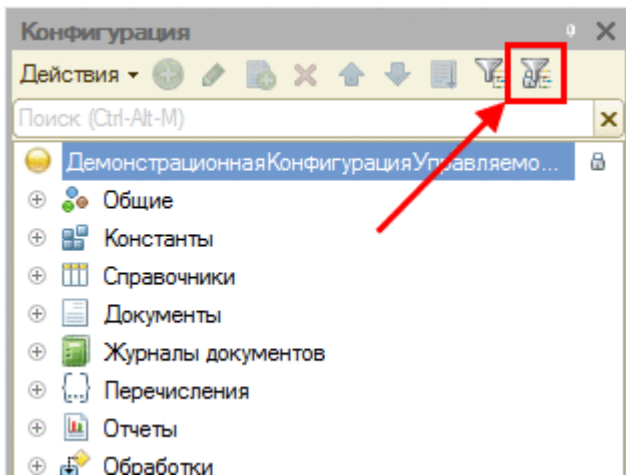 Конфигурация
Действия
Поиск (Ctrl-Alt-M)
ДемонстрационнаяКонфигурацияУправляемо...
Общие
Константы
Справочники
Документы
Журналы документов
Перечисления
Отчеты
Обработки